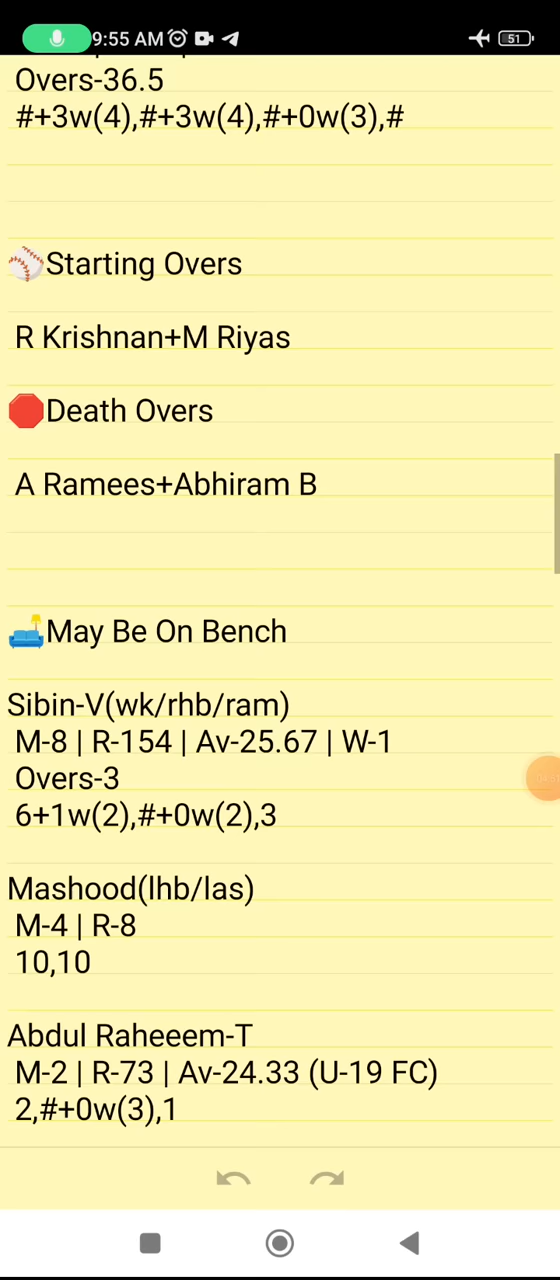 9:55 AM 51
Overs-36.5
#+3w(4),#+3w(4),#+0w(3),#
Starting Overs
R Krishnan+M Riyas
Death Overs
A Ramees+Abhiram B
May Be On Bench
Sibin-V(wk/rhb/ram)
M-8 | R-154 | Av-25.67 | W-1
Overs-3
6+1w(2),#+0w(2),3
Mashood(lhb/las)
M-4 | R-8
10,10
Abdul Raheeem-T
M-2 | R-73 | Av-24.33 (U-19 FC)
2,#+0w(3),1